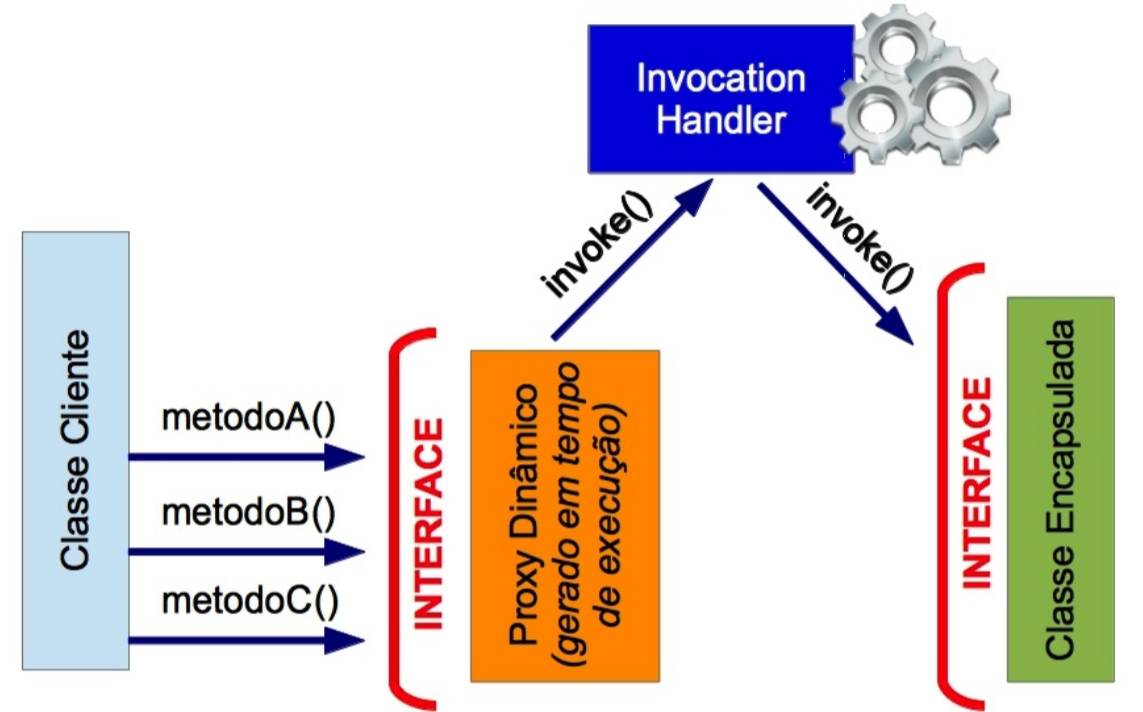 Invocation
Handler
invoke()
invoke()
Classe Cliente
metodoA()
metodoB()
metodoC()
INTERFACE
Proxy Dinâmico
(gerado em tempo
de execução)
INTERFACE
Classe Encapsulada